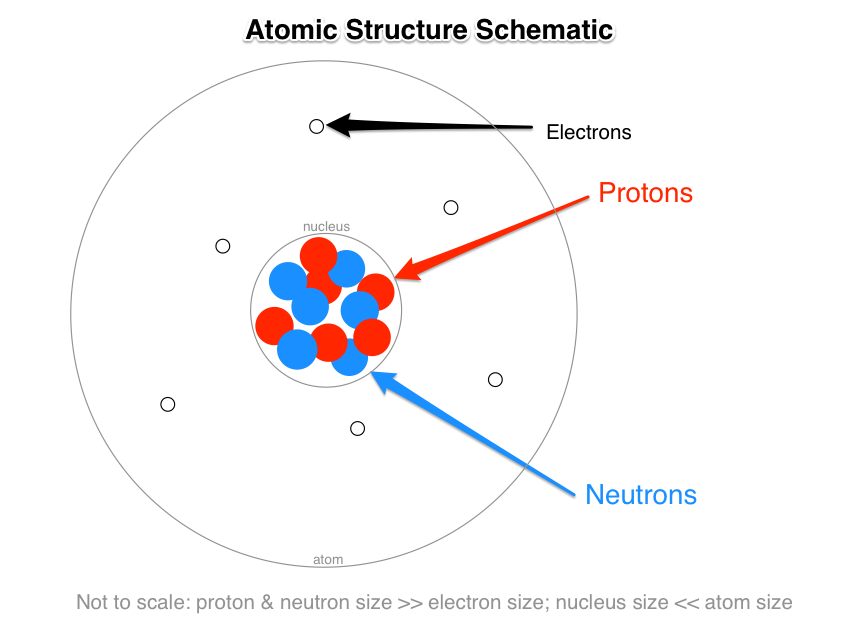 Atomic Structure Schematic
Electrons
Protons
nucleus
Neutrons
atom
Not to scale: proton & neutron size >> electron size; nucleus size << atom size